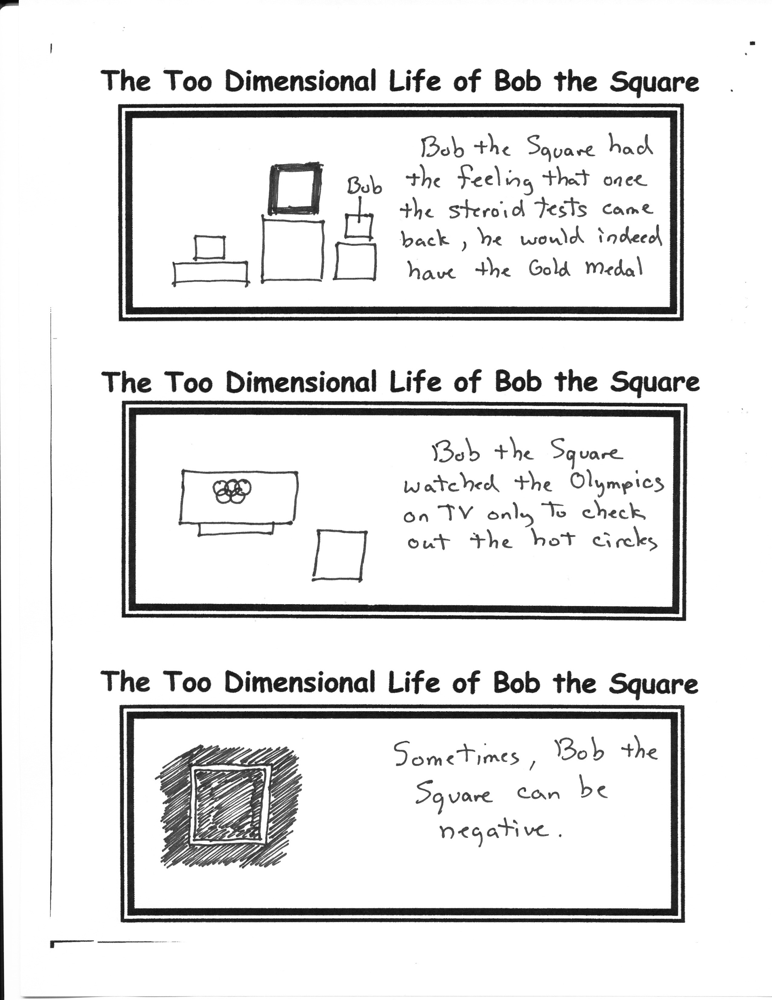 The Too Dimensional Life of Bob the Square
Bob the Square had
the feeling that once
the steroid tests came
back, he would indeed
have the Gold medal
Bob
The Too Dimensional Life of Bob the Square
Bob the Square
watched the Olympics
on TV only to check
out the hot circles
The Too Dimensional Life of Bob the Square
Sometimes, Bob the
Square can be
negative.